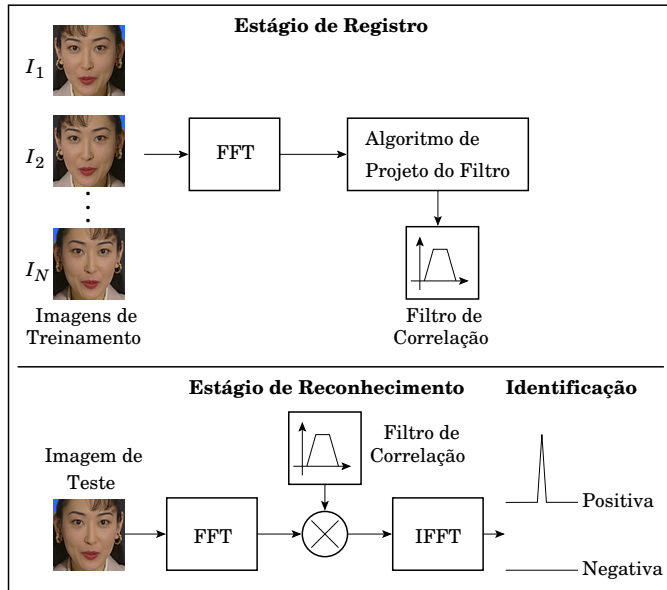 Estágio de Registro
I1
I2
IN
FFT
Algoritmo de
Projeto do Filtro
Imagens de
Treinamento
Filtro de
Correlação
Estágio de Reconhecimento
Identificação
Imagem de
Teste
Filtro de
Correlação
FFT
IFFT
Positiva
Negativa